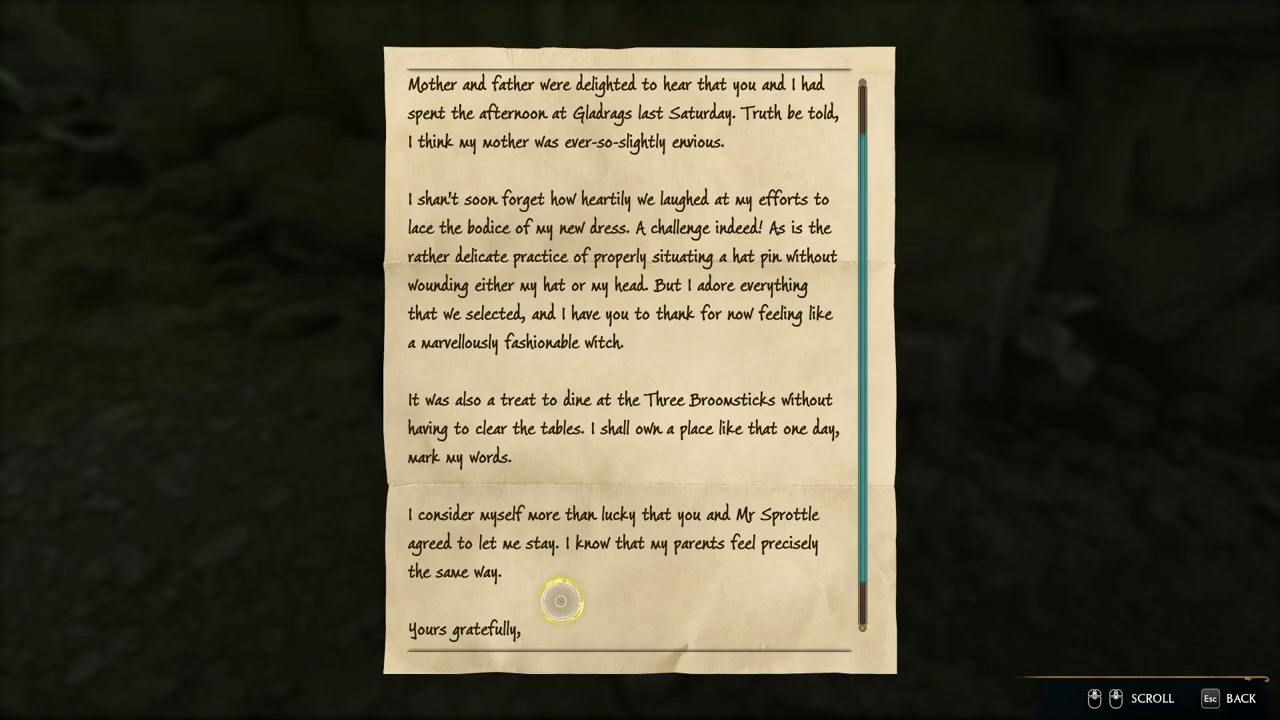 Mother and father were delighted to hear that you and I had
spent the afternoon at Gladrags last Saturday. Truth be told,
I think my mother was ever-so-slightly envious.
I shan't soon forget how heartily we laughed at my efforts to
lace the bodice of my new dress. A challenge indeed! As is the
rather delicate practice of properly situating a hat pin without
wounding either my hat or my head. But I adore everything
that we selected, and I have you to thank for now feeling like
a marvellously fashionable witch.
It was also a treat to dine at the Three Broomsticks without
having to clear the tables. I shall own a place like that one day,
mark my words.
I consider myself more than lucky that you and Mr Sprottle
agreed to let me stay. I know that my parents feel precisely
the same way.
Yours gratefully,
SCROLL
Esc BACK